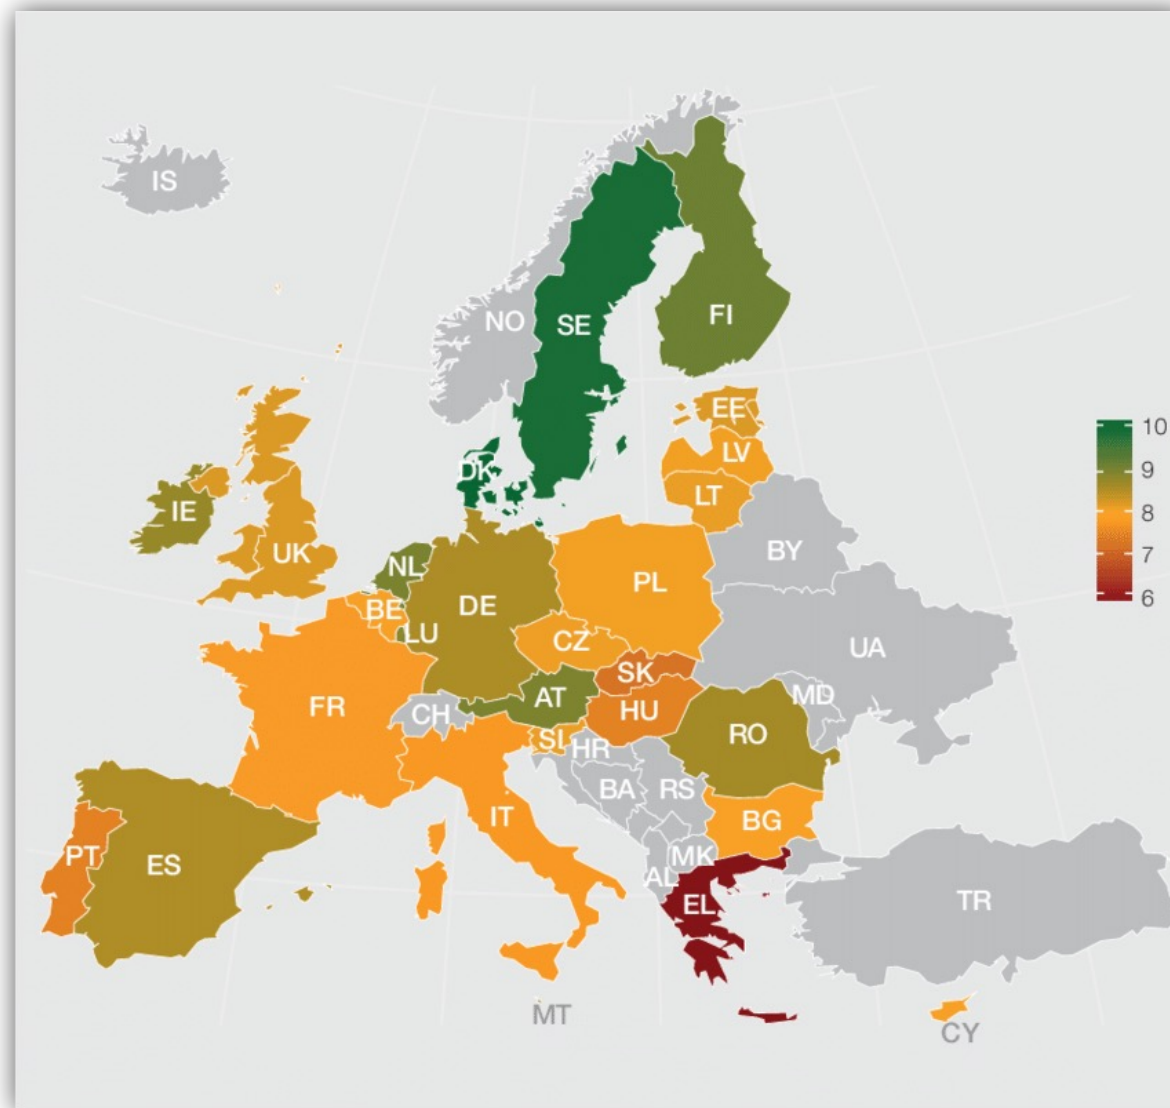 IS
NO
SE
FI
EE
LV
LT
DK
IE
UK
NL
BE
LU
DE
PL
BY
CZ
UA
SK
FR
CH
AT
HU
MD
SI
HR
RO
BA
RS
IT
BG
PT
ES
MK
AL
EL
TR
MT
CY
10
9
8
7
6